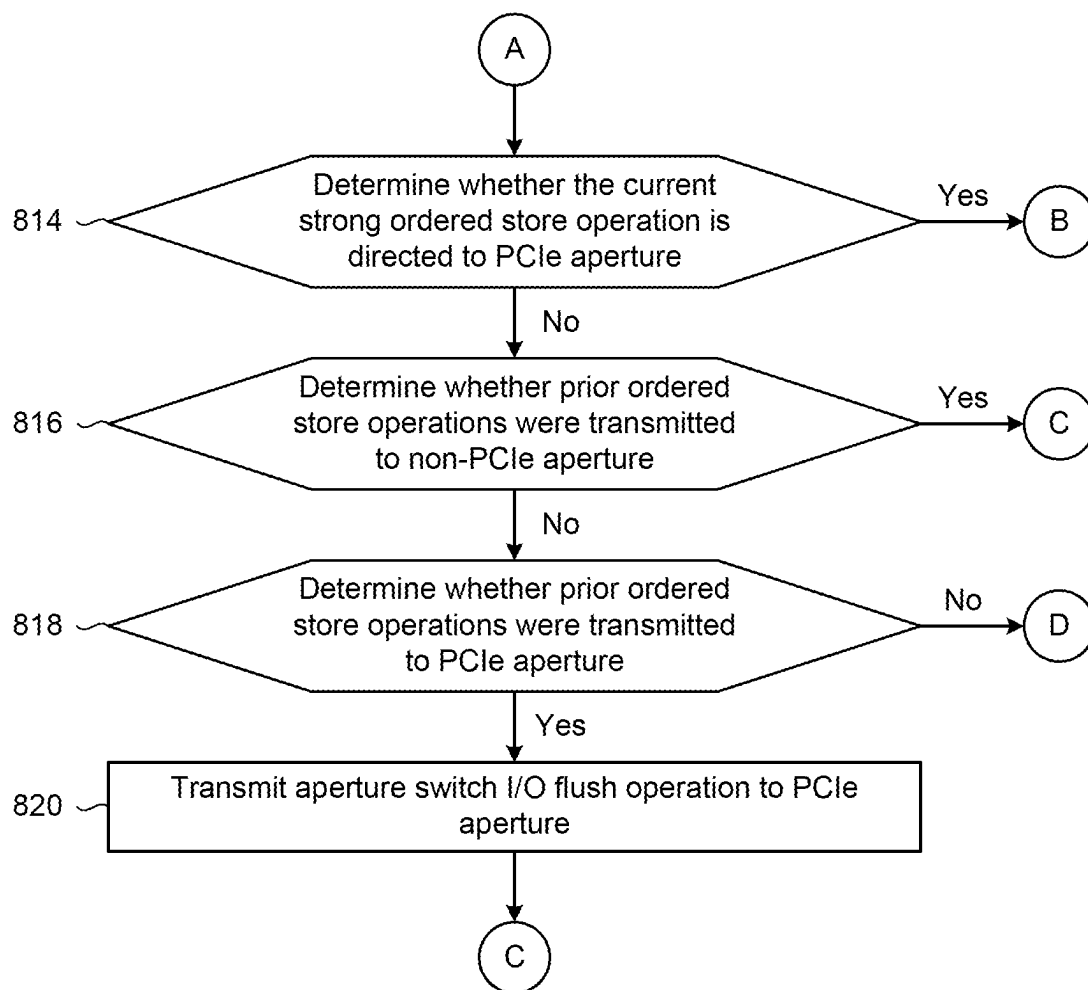 A
Determine whether the current
strong ordered store operation is
directed to PCIe aperture
814
Yes
B
No
Determine whether prior ordered
store operations were transmitted
to non-PCIe aperture
816
Yes
C
No
Determine whether prior ordered
store operations were transmitted
to PCIe aperture
818
No
D
Yes
Transmit aperture switch I/O flush operation to PCIe
aperture
820
C